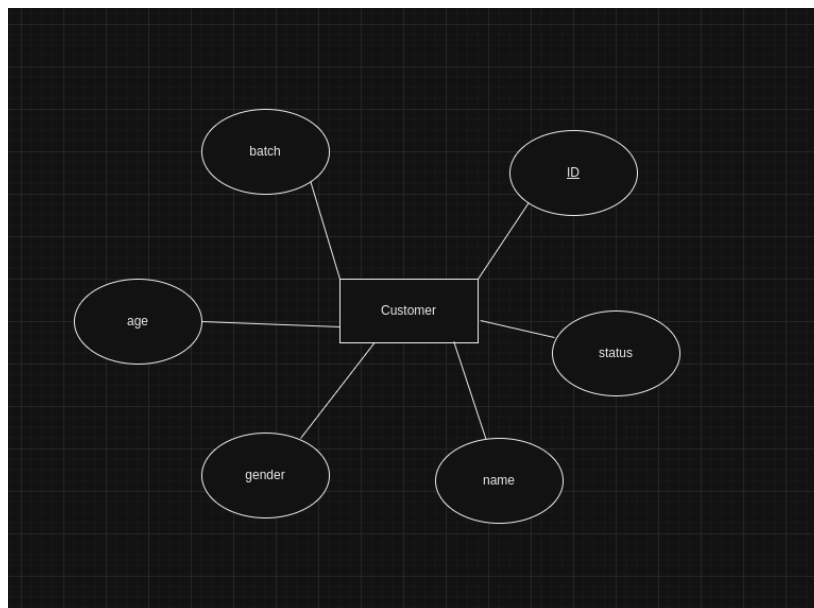 batch
ID
age
Customer
status
gender
name